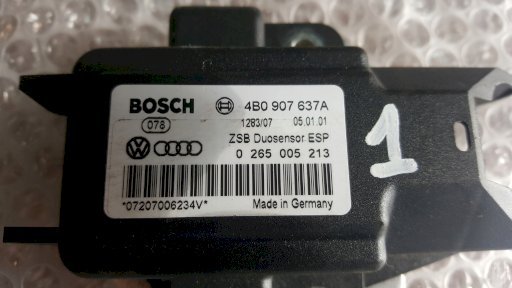 BOSCH 4B0 907 637A
078 1283/07 05.01.01
ZSB Duosensor ESP
0 265 005 213
*07207006234V* Made in Germany
1